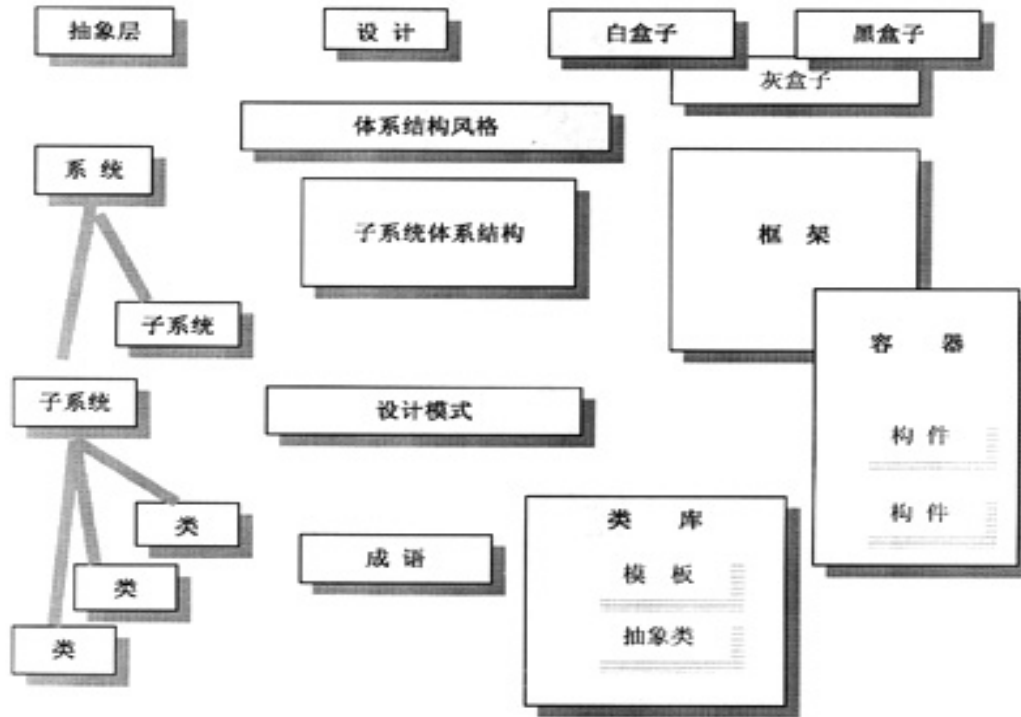 抽象层
设 计
白盒子
黑盒子
灰盒子
体系结构风格
系 统
子系统体系结构
框 架
子系统
容 器
子系统
设计模式
构 件
构 件
类
类 库
成 语
模 板
类
抽象类
类